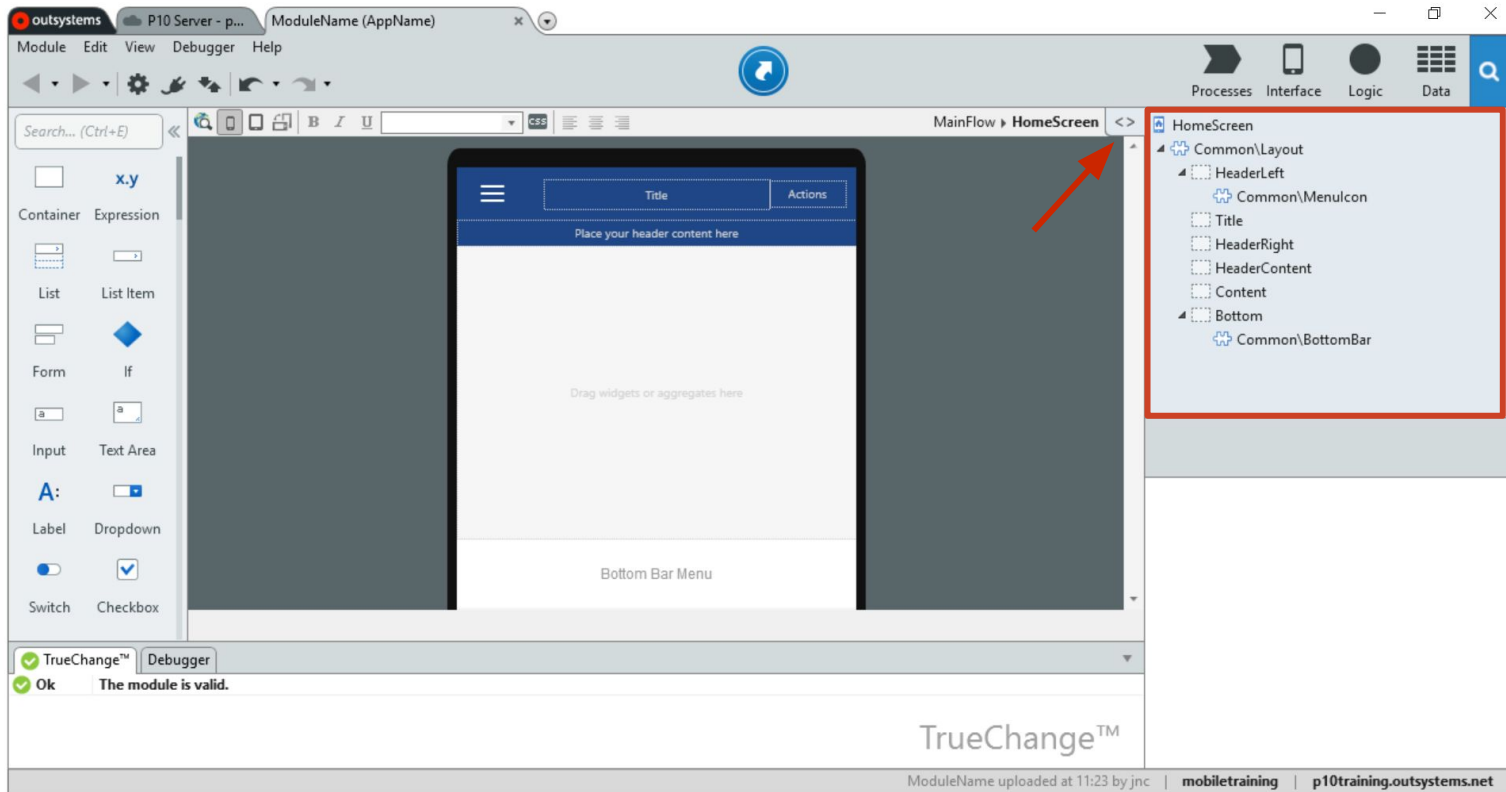 outsystems P10 Server - p... ModuleName (AppName)
Module Edit View Debugger Help
Processes Interface Logic Data
Search... (Ctrl+E)
B I U CSS MainFlow HomeScreen <>
x.y
Container Expression
List List Item
Form If
a a
Input Text Area
A:
Label Dropdown
Switch Checkbox
Title Actions
Place your header content here
Drag widgets or aggregates here
Bottom Bar Menu
HomeScreen
Common\Layout
HeaderLeft
Common\MenuIcon
Title
HeaderRight
HeaderContent
Content
Bottom
Common\BottomBar
TrueChange™ Debugger
Ok The module is valid.
TrueChange™
ModuleName uploaded at 11:23 by jnc | mobiletraining | p10training.outsystems.net